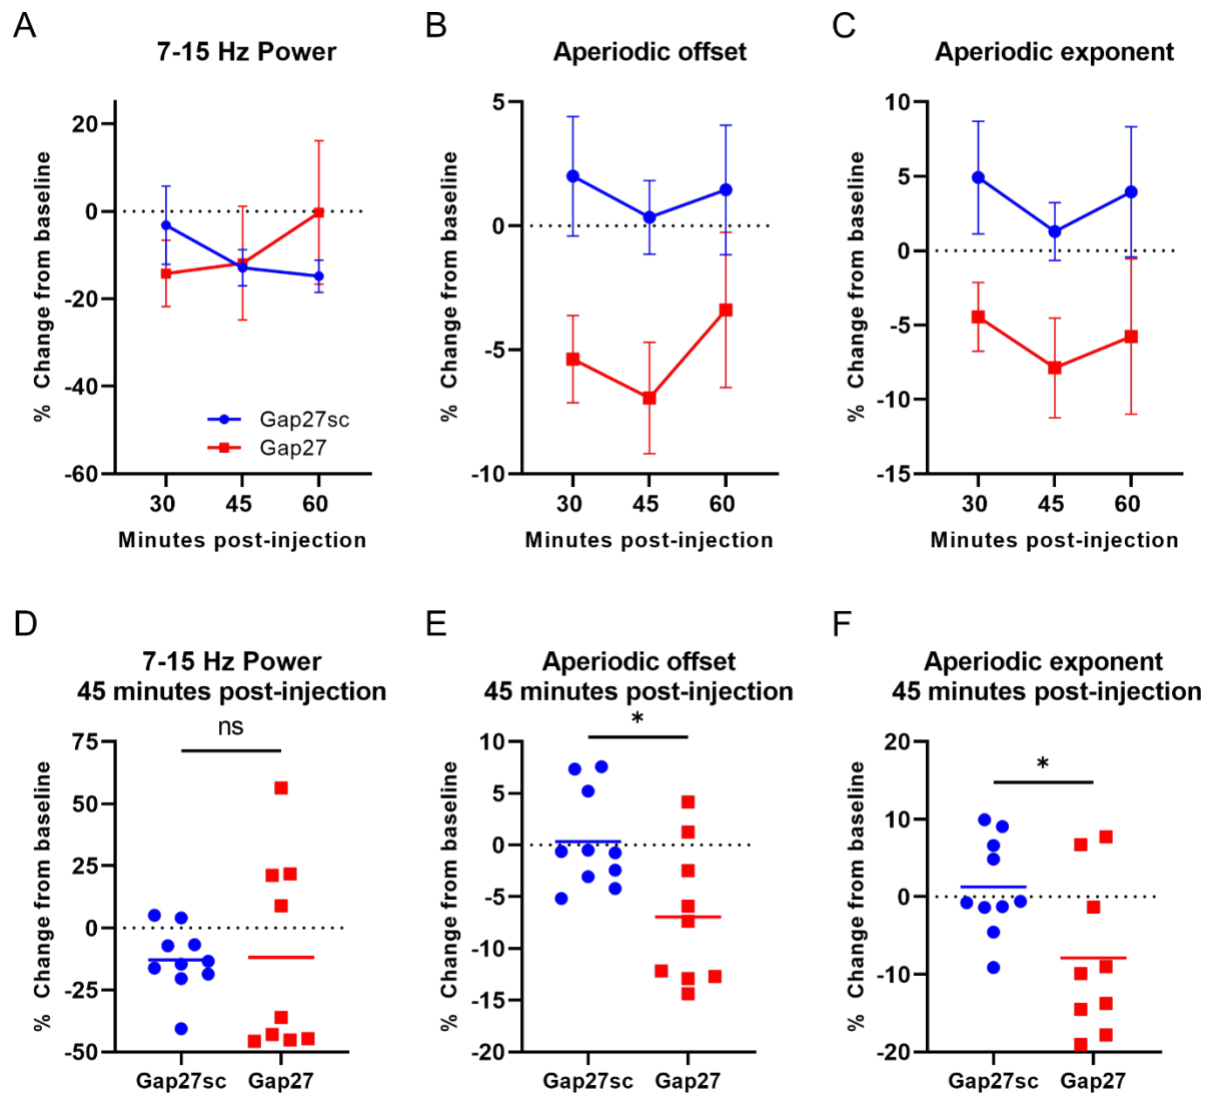 A
7-15 Hz Power
% Change from baseline
20
0
-20
-40
-60
Gap27sc
Gap27
30 45 60
Minutes post-injection
B
Aperiodic offset
% Change from baseline
5
0
-5
-10
30 45 60
Minutes post-injection
C
Aperiodic exponent
% Change from baseline
10
5
0
-5
-10
-15
30 45 60
Minutes post-injection
D
7-15 Hz Power
45 minutes post-injection
ns
% Change from baseline
75
50
25
0
-25
-50
Gap27sc Gap27
E
Aperiodic offset
45 minutes post-injection
*
% Change from baseline
10
5
0
-5
-10
-15
-20
Gap27sc Gap27
F
Aperiodic exponent
45 minutes post-injection
*
% Change from baseline
20
10
0
-10
-20
Gap27sc Gap27